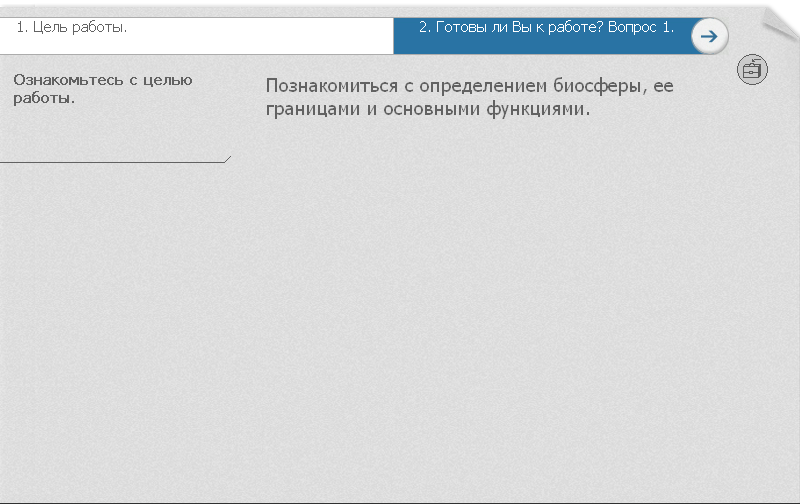 1. Цель работы.
2. Готовы ли Вы к работе? Вопрос 1.
Ознакомьтесь с целью
работы.
Познакомиться с определением биосферы, ее
границами и основными функциями.